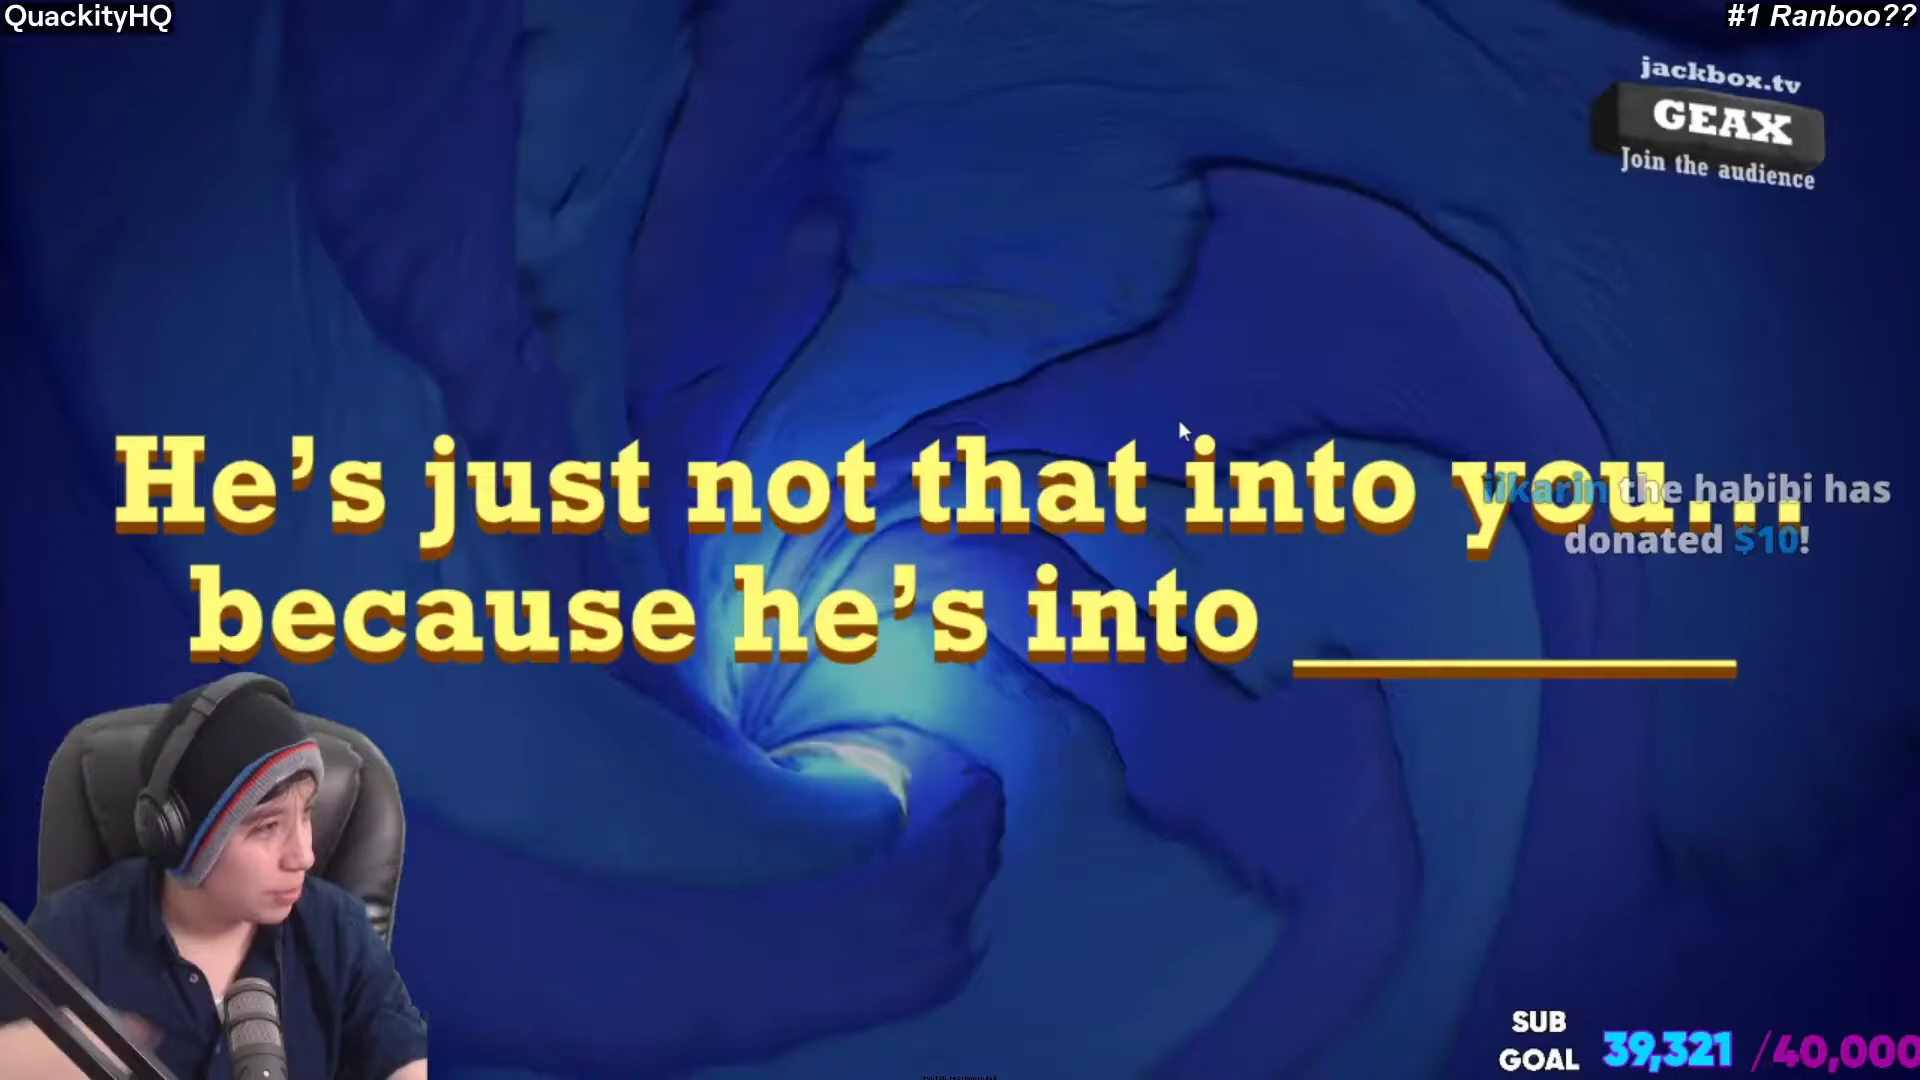 QuackityHQ
#1 Ranboo??
jackbox.tv
GEAX
Join the audience
He's just not that into you...
because he's into ________
the habibi has
donated $10!
SUB
GOAL 39,321 /40,000